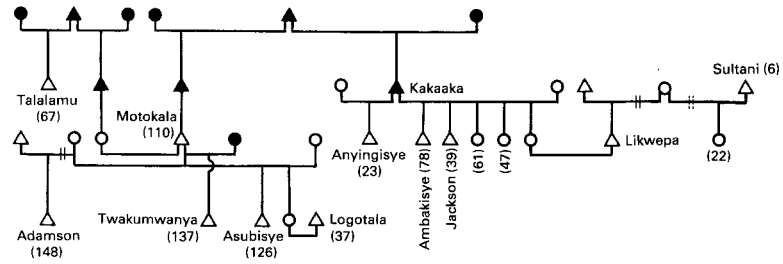 Sultani (6)
Kakaaka
Talalamu
(67)
Motokala
(110)
Anyingisye
(23)
Ambakisye (78)
Jackson (39)
(61)
(47)
Likwepa
(22)
Adamson
(148)
Twakumwanya
(137)
Asubisye
(126)
Logotala
(37)